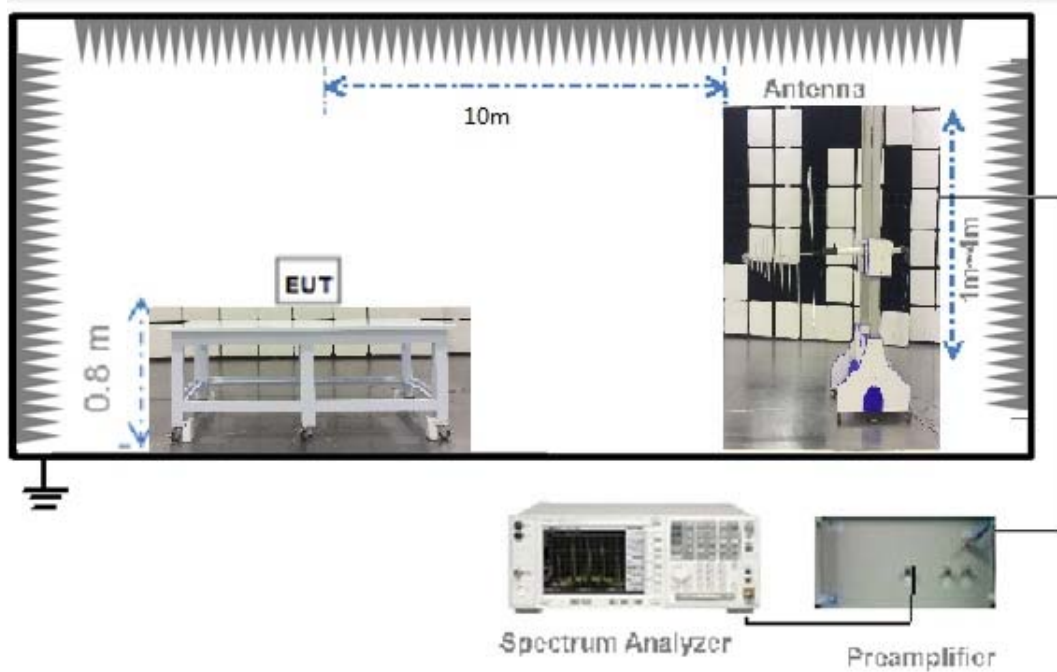 Antenna
10m
1m~4m
EUT
0.8 m
Spectrum Analyzer
Preamplifier